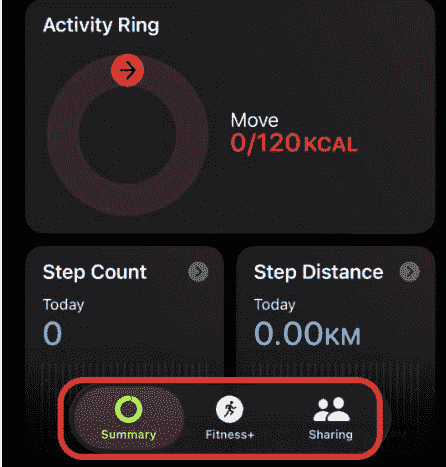 Activity Ring
Move
0/120KCAL
Step Count
Step Distance
Today
Today
0
0.00KM
Summary
Fitness+
Sharing